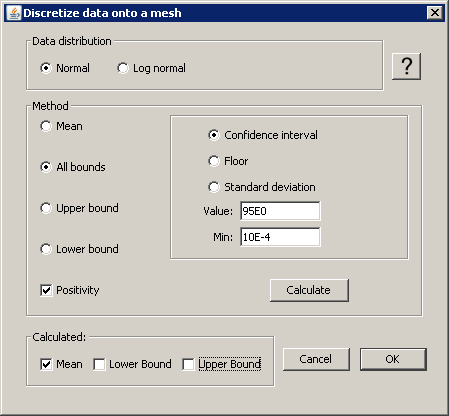 Discretize data onto a mesh
Data distribution
Normal Log normal
?
Method
Mean
Confidence interval
All bounds
Floor
Standard deviation
Upper bound
Value: 95E0
Min: 10E-4
Lower bound
Positivity
Calculate
Calculated:
Mean Lower Bound Upper Bound
Cancel OK